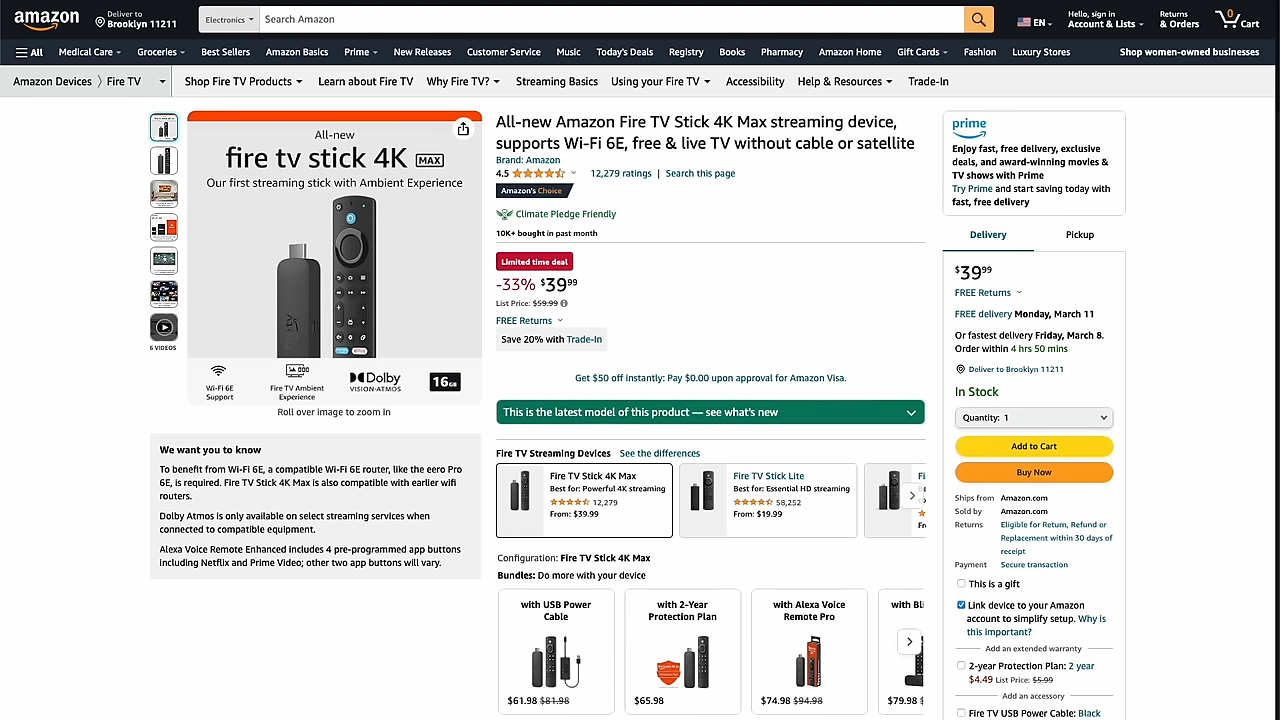 amazon
Deliver to
Brooklyn 11211
Electronics
Search Amazon
EN
Hello, sign in
Account & Lists
Returns
& Orders
0
Cart
All
Medical Care
Groceries
Best Sellers
Amazon Basics
Prime
New Releases
Customer Service
Music
Today's Deals
Registry
Books
Pharmacy
Amazon Home
Gift Cards
Fashion
Luxury Stores
Shop women-owned businesses
Amazon Devices
Fire TV
Shop Fire TV Products
Learn about Fire TV
Why Fire TV?
Streaming Basics
Using your Fire TV
Accessibility
Help & Resources
Trade-In
6 VIDEOS
All-new
fire tv stick 4K MAX
Our first streaming stick with Ambient Experience
Wi-Fi 6E
Support
Fire TV Ambient
Experience
Dolby
VISION·ATMOS
16GB
Roll over image to zoom in
We want you to know
To benefit from Wi-Fi 6E, a compatible Wi-Fi 6E router, like the eero Pro
6E, is required. Fire TV Stick 4K Max is also compatible with earlier wifi
routers.
Dolby Atmos is only available on select streaming services when
connected to compatible equipment.
Alexa Voice Remote Enhanced includes 4 pre-programmed app buttons
including Netflix and Prime Video; other two app buttons will vary.
All-new Amazon Fire TV Stick 4K Max streaming device,
supports Wi-Fi 6E, free & live TV without cable or satellite
Brand: Amazon
4.5
12,279 ratings | Search this page
Amazon's Choice
Climate Pledge Friendly
10K+ bought in past month
Limited time deal
-33% $39 99
List Price: $59.99
FREE Returns
Save 20% with Trade-In
Get $50 off instantly: Pay $0.00 upon approval for Amazon Visa.
This is the latest model of this product — see what's new
Fire TV Streaming Devices See the differences
Fire TV Stick 4K Max
Best for: Powerful 4K streaming
12,279
From: $39.99
Fire TV Stick Lite
Best for: Essential HD streaming
58,252
From: $19.99
Configuration: Fire TV Stick 4K Max
Bundles: Do more with your device
with USB Power
Cable
$61.98 $81.98
with 2-Year
Protection Plan
$65.98
with Alexa Voice
Remote Pro
$74.98 $94.98
with Bl
$79.98
prime
Enjoy fast, free delivery, exclusive
deals, and award-winning movies &
TV shows with Prime
Try Prime and start saving today with
fast, free delivery
Delivery
Pickup
$39 99
FREE Returns
FREE delivery Monday, March 11
Or fastest delivery Friday, March 8.
Order within 4 hrs 50 mins
Deliver to Brooklyn 11211
In Stock
Quantity: 1
Add to Cart
Buy Now
Ships from Amazon.com
Sold by Amazon.com
Returns Eligible for Return, Refund or
Replacement within 30 days of
receipt
Payment Secure transaction
This is a gift
Link device to your Amazon
account to simplify setup. Why is
this important?
Add an extended warranty
2-year Protection Plan: 2 year
$4.49 List Price: $5.99
Add an accessory
Fire TV USB Power Cable: Black